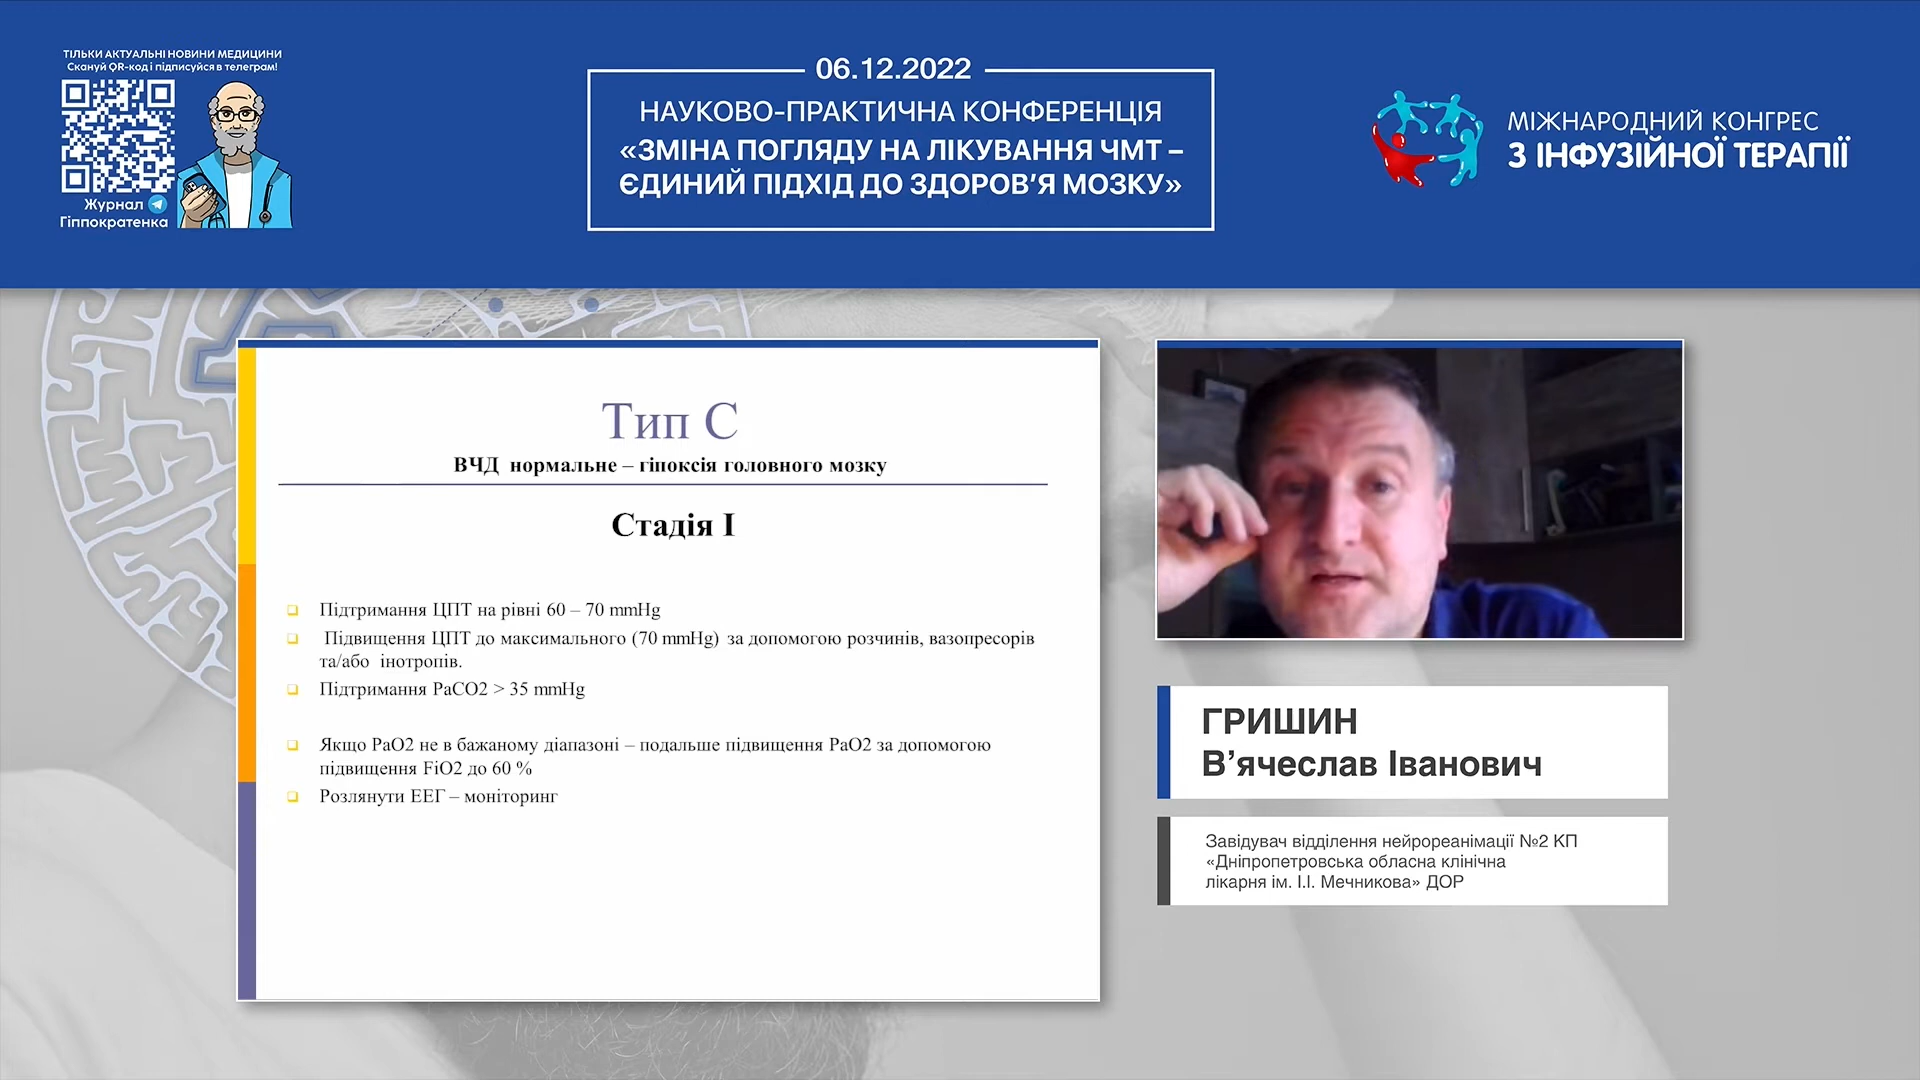 ТІЛЬКИ АКТУАЛЬНІ НОВИНИ МЕДИЦИНИ
Скануй QR-код і підписуйся в телеграм!
Журнал
Гіппократенка
06.12.2022
НАУКОВО-ПРАКТИЧНА КОНФЕРЕНЦІЯ
«ЗМІНА ПОГЛЯДУ НА ЛІКУВАННЯ ЧМТ –
ЄДИНИЙ ПІДХІД ДО ЗДОРОВ’Я МОЗКУ»
МІЖНАРОДНИЙ КОНГРЕС
З ІНФУЗІЙНОЇ ТЕРАПІЇ
Тип С
ВЧД нормальне – гіпоксія головного мозку
Стадія I
Підтримання ЦПТ на рівні 60 – 70 mmHg
Підвищення ЦПТ до максимального (70 mmHg) за допомогою розчинів, вазопресорів
та/або інотропів.
Підтримання PaCO2 > 35 mmHg
Якщо PaO2 не в бажаному діапазоні – подальше підвищення PaO2 за допомогою
підвищення FiO2 до 60 %
Розлянути ЕЕГ – моніторинг
ГРИШИН
В’ячеслав Іванович
Завідувач відділення нейрореанімації №2 КП
«Дніпропетровська обласна клінічна
лікарня ім. І.І. Мечникова» ДОР